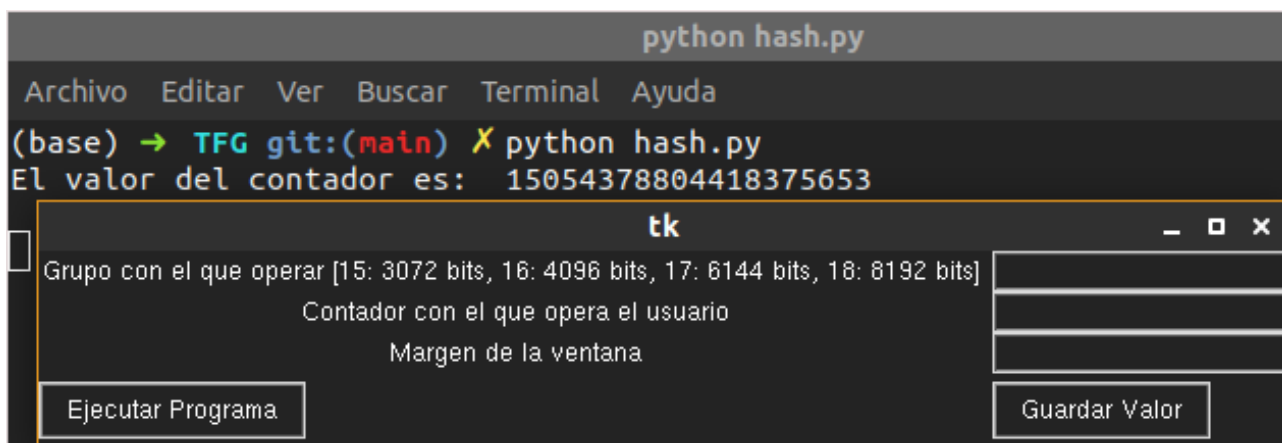 python hash.py
Archivo Editar Ver Buscar Terminal Ayuda
(base) → TFG git:(main) ✗ python hash.py
El valor del contador es: 15054378804418375653
tk
Grupo con el que operar [15: 3072 bits, 16: 4096 bits, 17: 6144 bits, 18: 8192 bits]
Contador con el que opera el usuario
Margen de la ventana
Ejecutar Programa Guardar Valor